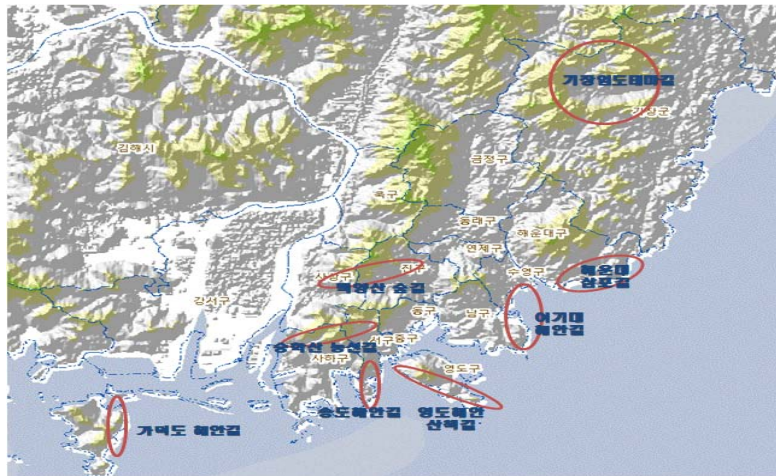 기장임도테마길
기장군
김해시
금정구
북구
동래구
해운대구
연제구
수영구
해운대
삼포길
사상구
진구
백양산 숲길
강서구
동구
남구
이기대
해안길
서구
중구
승학산 능선길
사하구
영도구
송도해안길
영도해안
산책길
가덕도 해안길